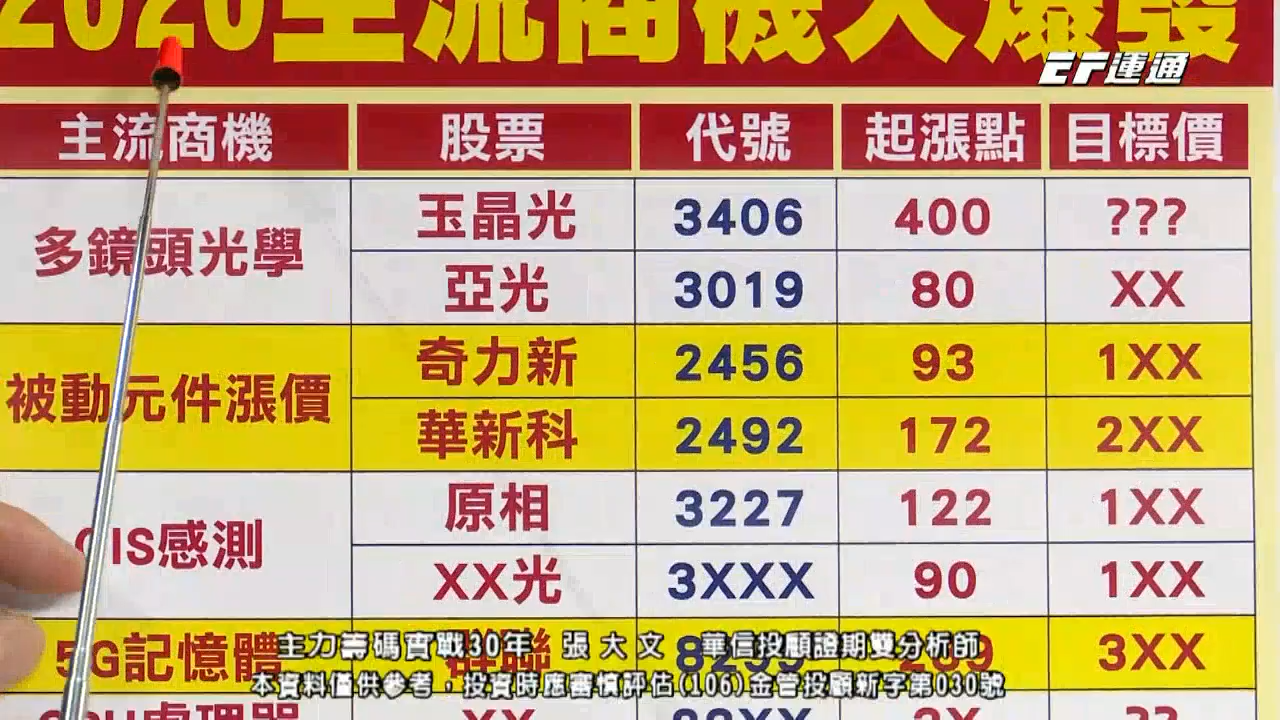 2020主流商機大爆發
EF運通
主流商機 股票 代號 起漲點 目標價
多鏡頭光學
玉晶光 3406 400 ???
亞光 3019 80 XX
被動元件漲價
奇力新 2456 93 1XX
華新科 2492 172 2XX
CIS感測
原相 3227 122 1XX
XX光 3XXX 90 1XX
5G記憶體 群聯 8299 269 3XX
主力籌碼實戰30年 張大文 華信投顧證期雙分析師
本資料僅供參考，投資時應審慎評估(106)金管投顧新字第030號